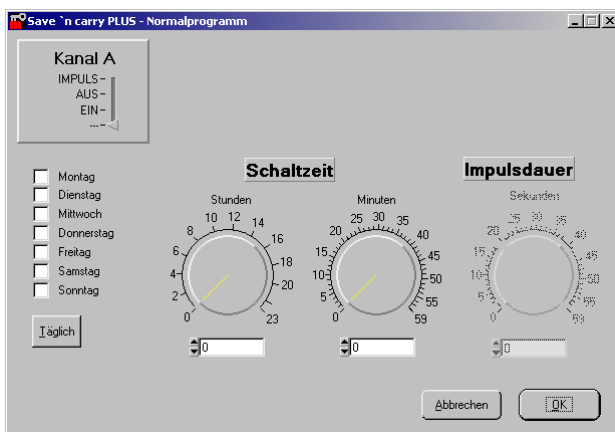 Save `n carry PLUS - Normalprogramm
Kanal A
IMPULS
AUS
EIN
---
Montag
Dienstag
Mittwoch
Donnerstag
Freitag
Samstag
Sonntag
Täglich
Schaltzeit
Stunden
0 2 4 6 8 10 12 14 16 18 20 23
0
Minuten
0 5 10 15 20 25 30 35 40 45 50 55 59
0
Impulsdauer
Sekunden
0 5 10 15 20 25 30 35 40 45 50 55 59
0
Abbrechen
OK